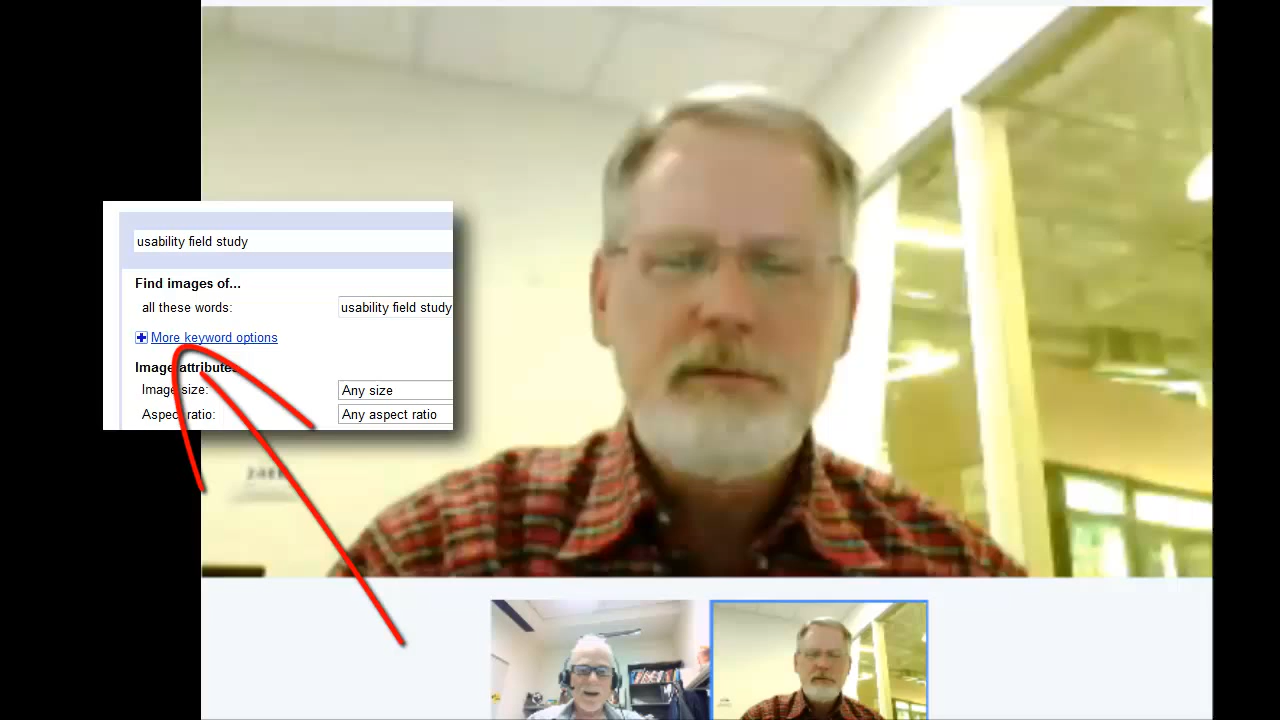 usability field study
Find images of...
all these words: usability field study
More keyword options
Image attributes
Image size: Any size
Aspect ratio: Any aspect ratio